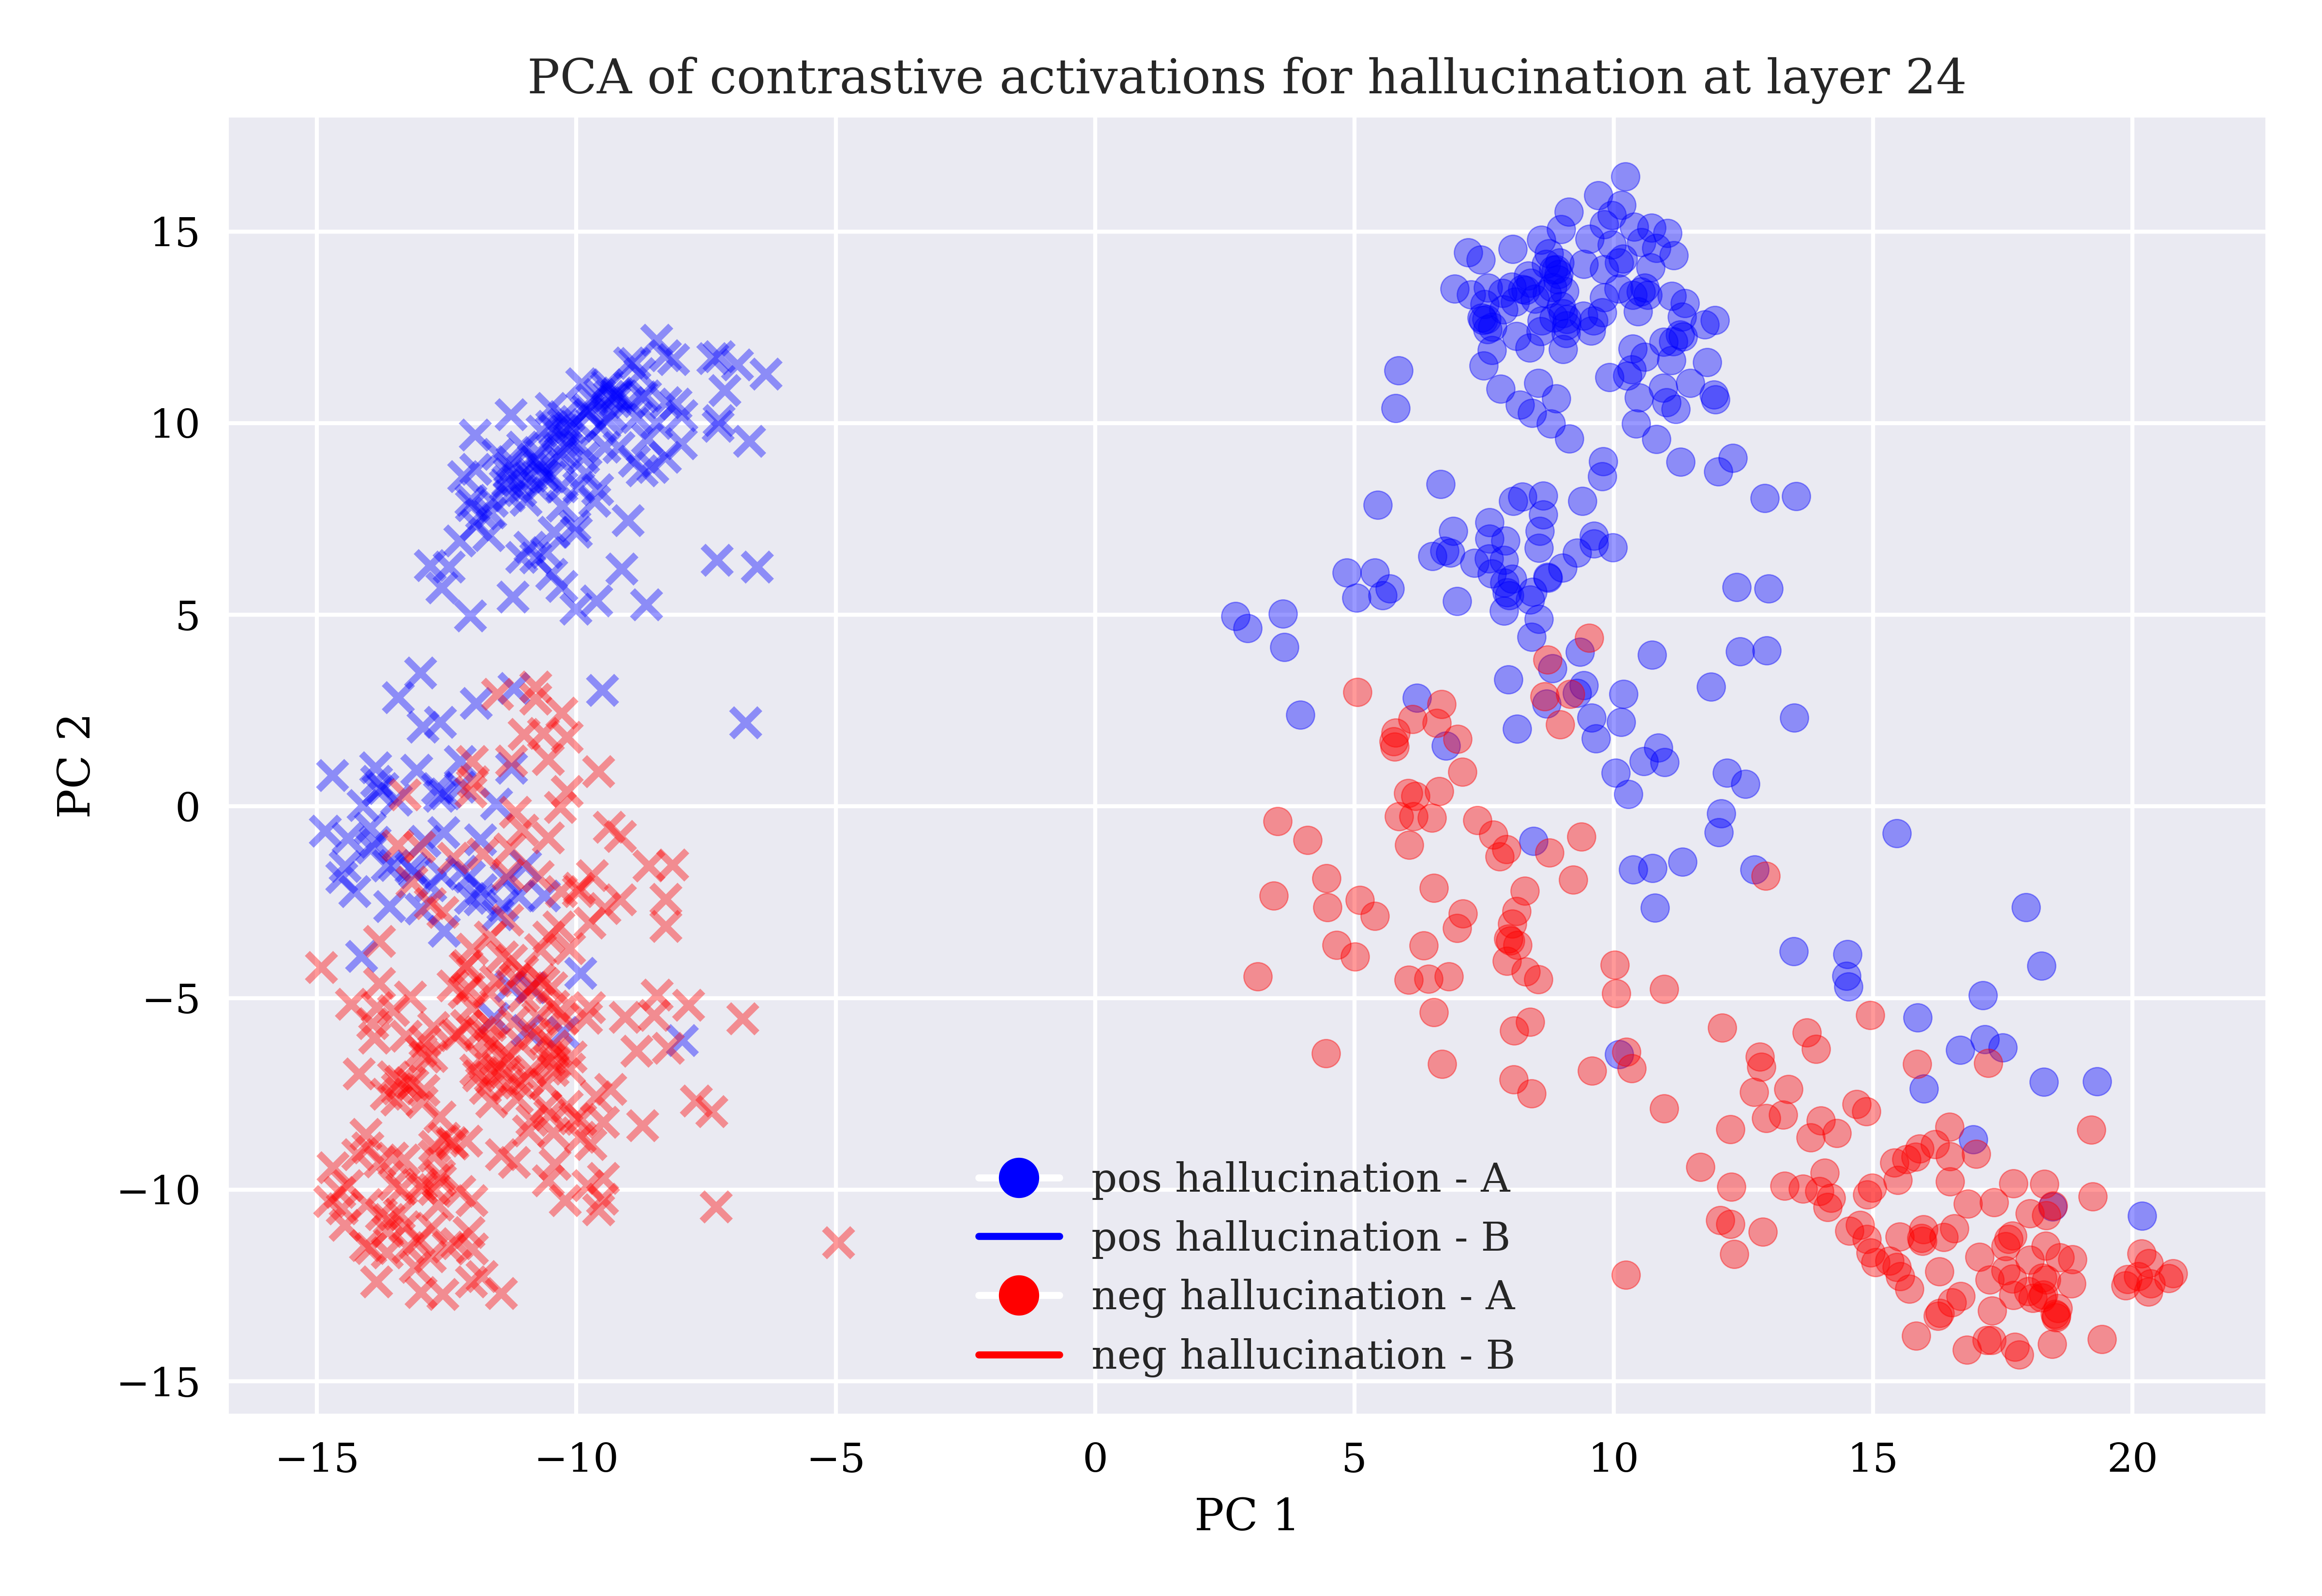 PCA of contrastive activations for hallucination at layer 24
PC 2
15
10
5
0
−5
−10
−15
pos hallucination - A
pos hallucination - B
neg hallucination - A
neg hallucination - B
−15 −10 −5 0 5 10 15 20
PC 1